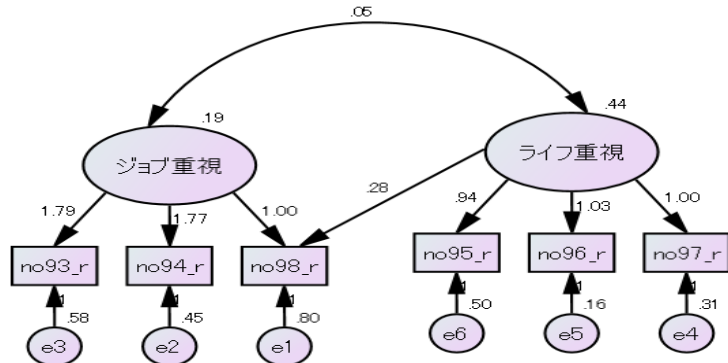 .05
.19
.44
ジョブ重視
ライフ重視
.28
1.79
1.77
1.00
.94
1.03
1.00
no93_r
no94_r
no98_r
no95_r
no96_r
no97_r
1
1
1
1
1
1
.58
.45
.80
.50
.16
.31
e3
e2
e1
e6
e5
e4